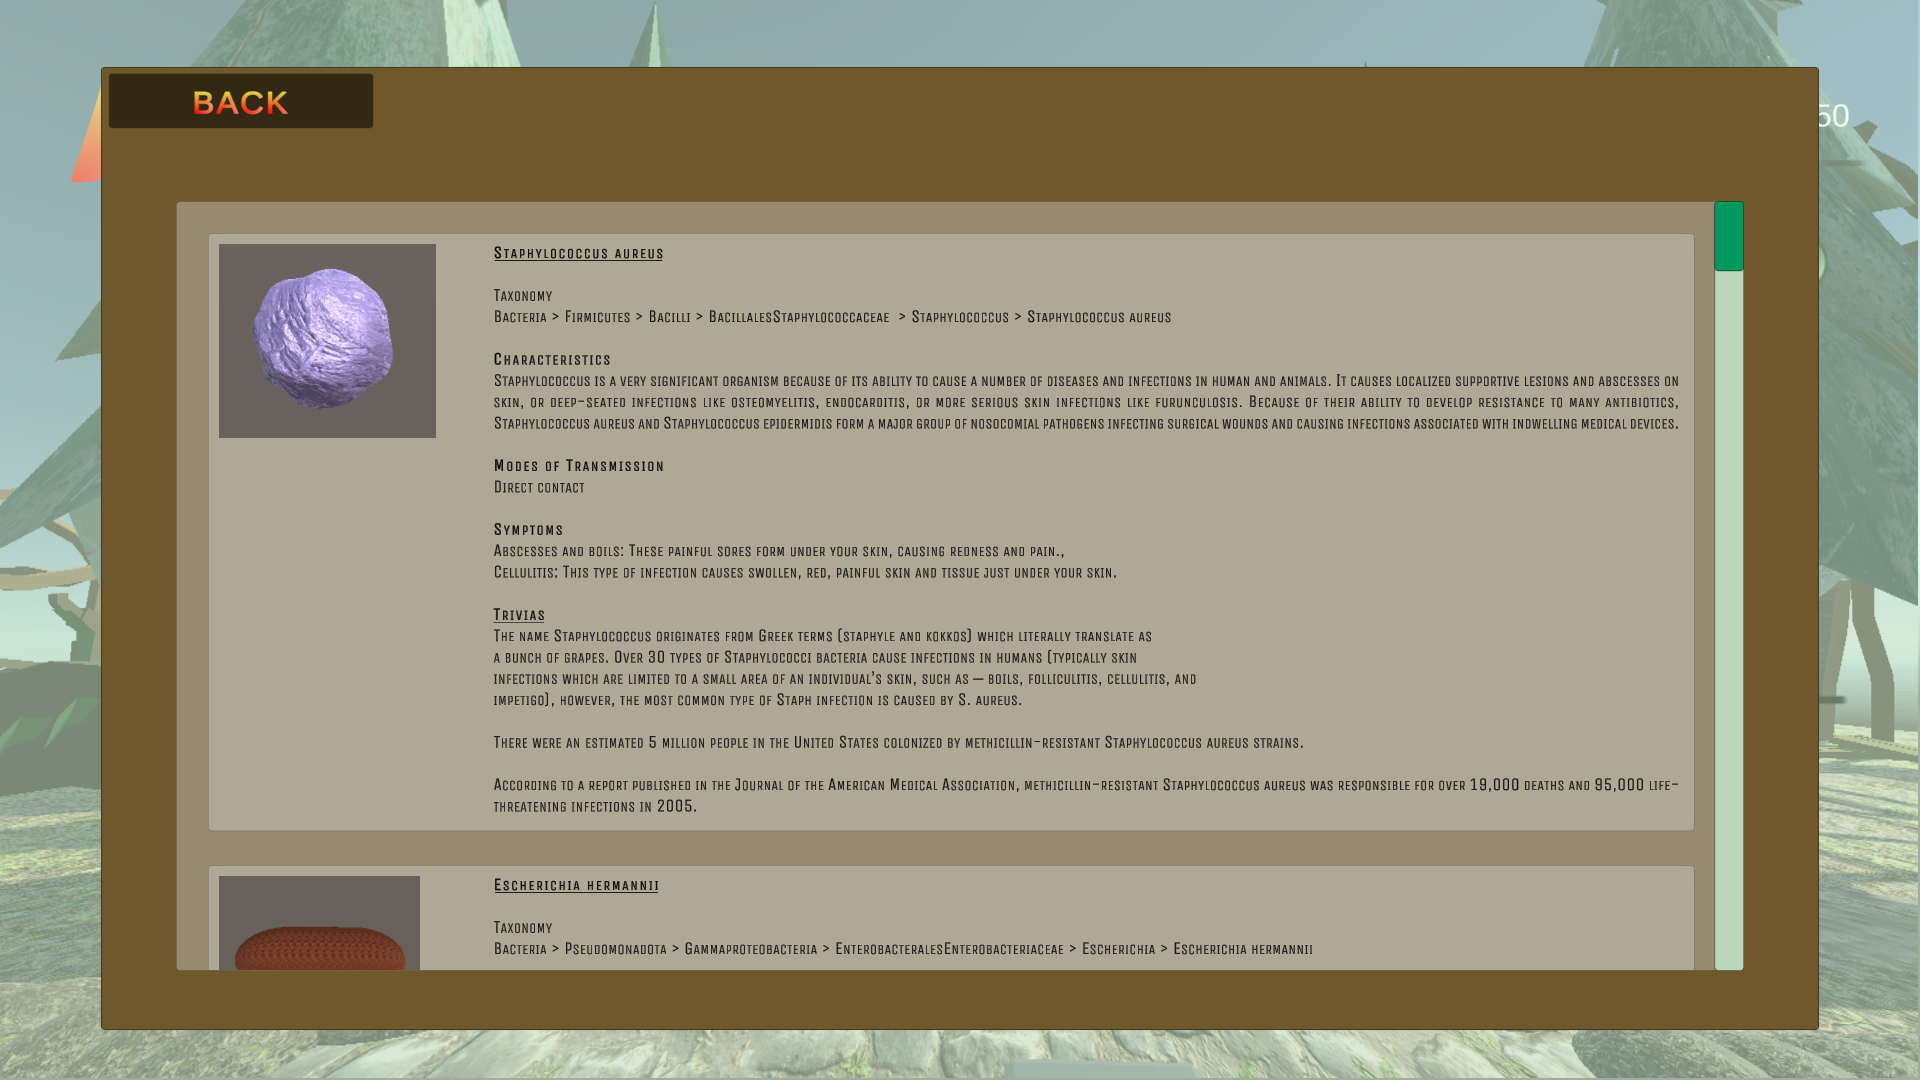 BACK
50
Staphylococcus aureus
Taxonomy
Bacteria > Firmicutes > Bacilli > BacillalesStaphylococcaceae > Staphylococcus > Staphylococcus aureus
Characteristics
Staphylococcus is a very significant organism because of its ability to cause a number of diseases and infections in human and animals. It causes localized supportive lesions and abscesses on
skin, or deep-seated infections like osteomyelitis, endocarditis, or more serious skin infections like furunculosis. Because of their ability to develop resistance to many antibiotics,
Staphylococcus aureus and Staphylococcus epidermidis form a major group of nosocomial pathogens infecting surgical wounds and causing infections associated with indwelling medical devices.
Modes of Transmission
Direct contact
Symptoms
Abscesses and boils: These painful sores form under your skin, causing redness and pain.,
Cellulitis: This type of infection causes swollen, red, painful skin and tissue just under your skin.
Trivias
The name Staphylococcus originates from Greek terms (staphyle and kokkos) which literally translate as
a bunch of grapes. Over 30 types of Staphylococci bacteria cause infections in humans (typically skin
infections which are limited to a small area of an individual's skin, such as — boils, folliculitis, cellulitis, and
impetigo), however, the most common type of Staph infection is caused by S. aureus.
There were an estimated 5 million people in the United States colonized by methicillin-resistant Staphylococcus aureus strains.
According to a report published in the Journal of the American Medical Association, methicillin-resistant Staphylococcus aureus was responsible for over 19,000 deaths and 95,000 life-
threatening infections in 2005.
Escherichia hermannii
Taxonomy
Bacteria > Pseudomonadota > Gammaproteobacteria > EnterobacteralesEnterobacteriaceae > Escherichia > Escherichia hermannii